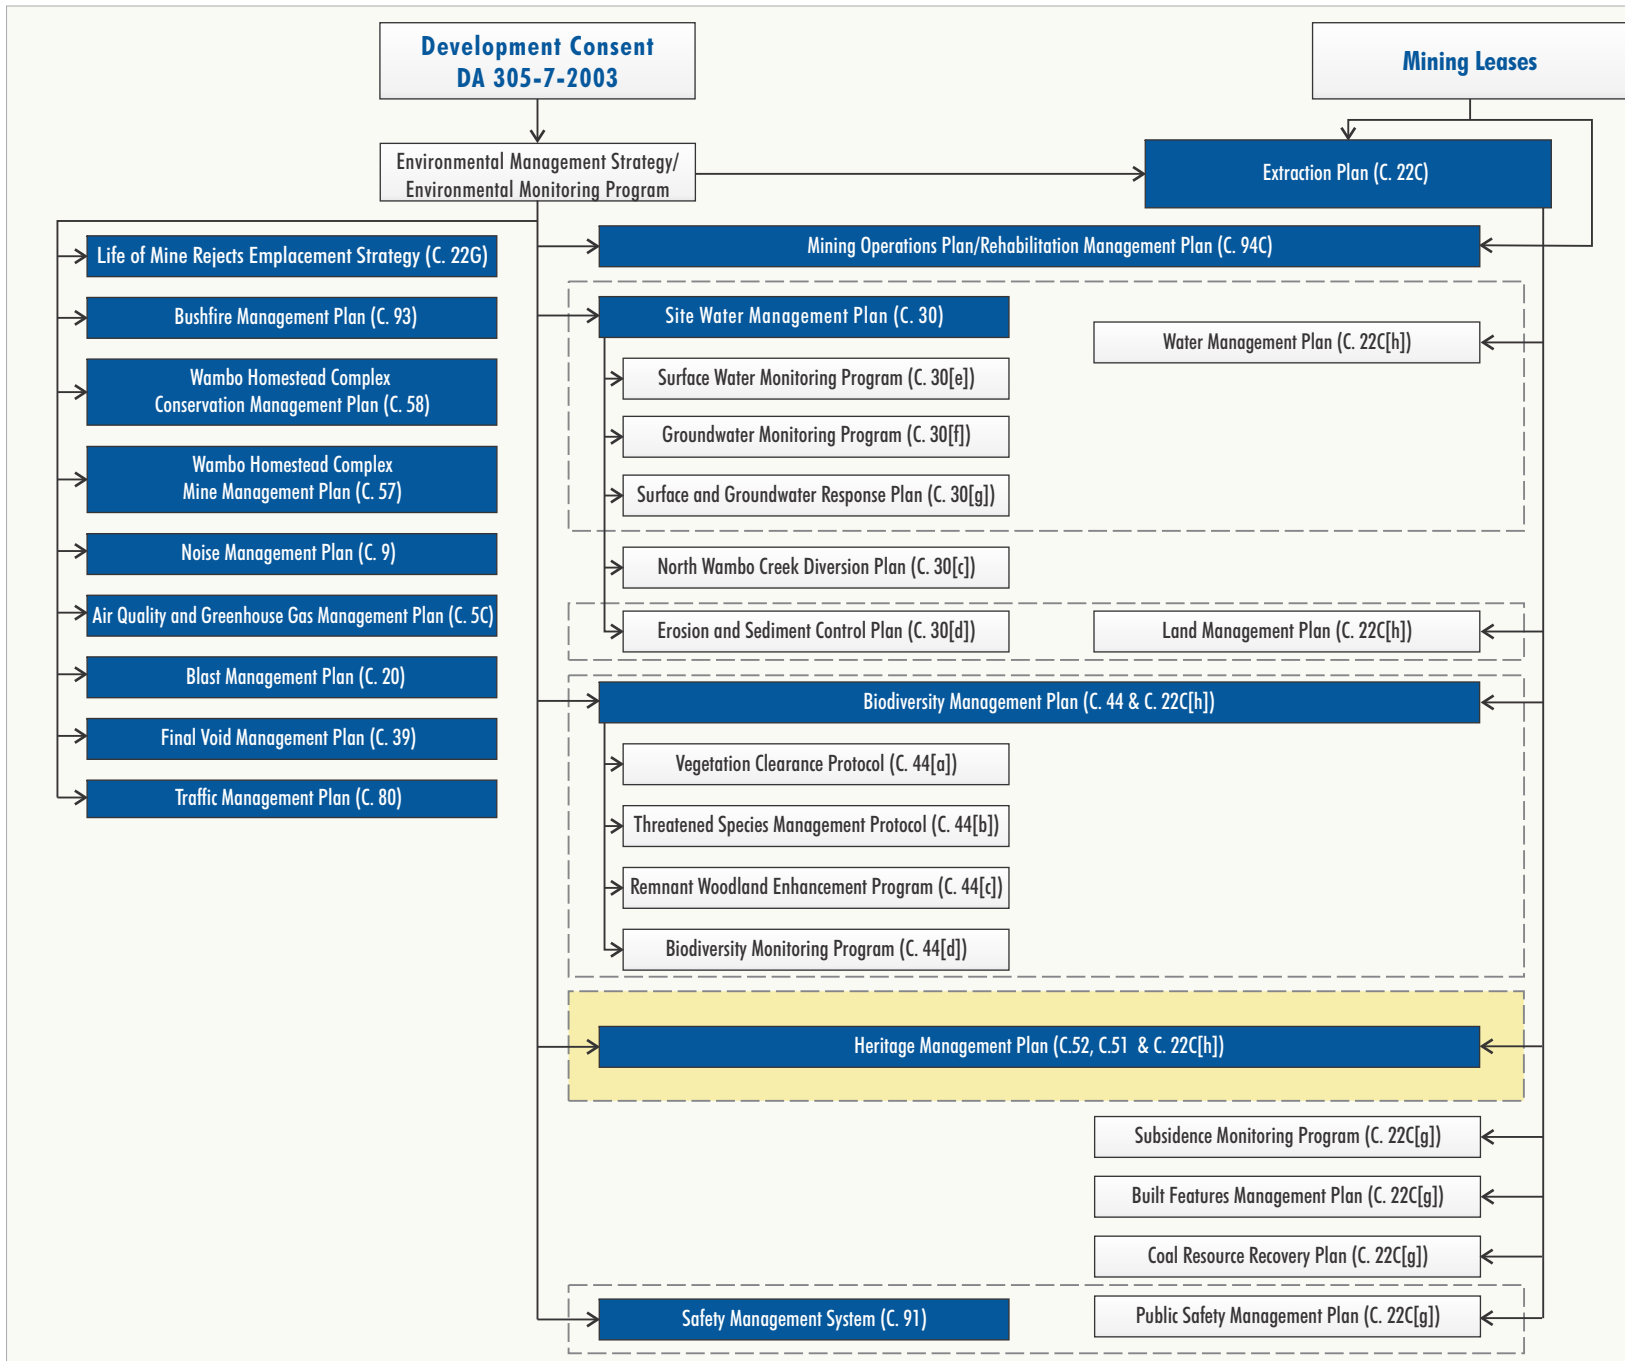 Development Consent
DA 305-7-2003
Mining Leases
Environmental Management Strategy/
Environmental Monitoring Program
Extraction Plan (C. 22C)
Life of Mine Rejects Emplacement Strategy (C. 22G)
Bushfire Management Plan (C. 93)
Wambo Homestead Complex
Conservation Management Plan (C. 58)
Wambo Homestead Complex
Mine Management Plan (C. 57)
Noise Management Plan (C. 9)
Air Quality and Greenhouse Gas Management Plan (C. 5C)
Blast Management Plan (C. 20)
Final Void Management Plan (C. 39)
Traffic Management Plan (C. 80)
Mining Operations Plan/Rehabilitation Management Plan (C. 94C)
Site Water Management Plan (C. 30)
Water Management Plan (C. 22C[h])
Surface Water Monitoring Program (C. 30[e])
Groundwater Monitoring Program (C. 30[f])
Surface and Groundwater Response Plan (C. 30[g])
North Wambo Creek Diversion Plan (C. 30[c])
Erosion and Sediment Control Plan (C. 30[d])
Land Management Plan (C. 22C[h])
Biodiversity Management Plan (C. 44 & C. 22C[h])
Vegetation Clearance Protocol (C. 44[a])
Threatened Species Management Protocol (C. 44[b])
Remnant Woodland Enhancement Program (C. 44[c])
Biodiversity Monitoring Program (C. 44[d])
Heritage Management Plan (C.52, C.51 & C. 22C[h])
Subsidence Monitoring Program (C. 22C[g])
Built Features Management Plan (C. 22C[g])
Coal Resource Recovery Plan (C. 22C[g])
Safety Management System (C. 91)
Public Safety Management Plan (C. 22C[g])